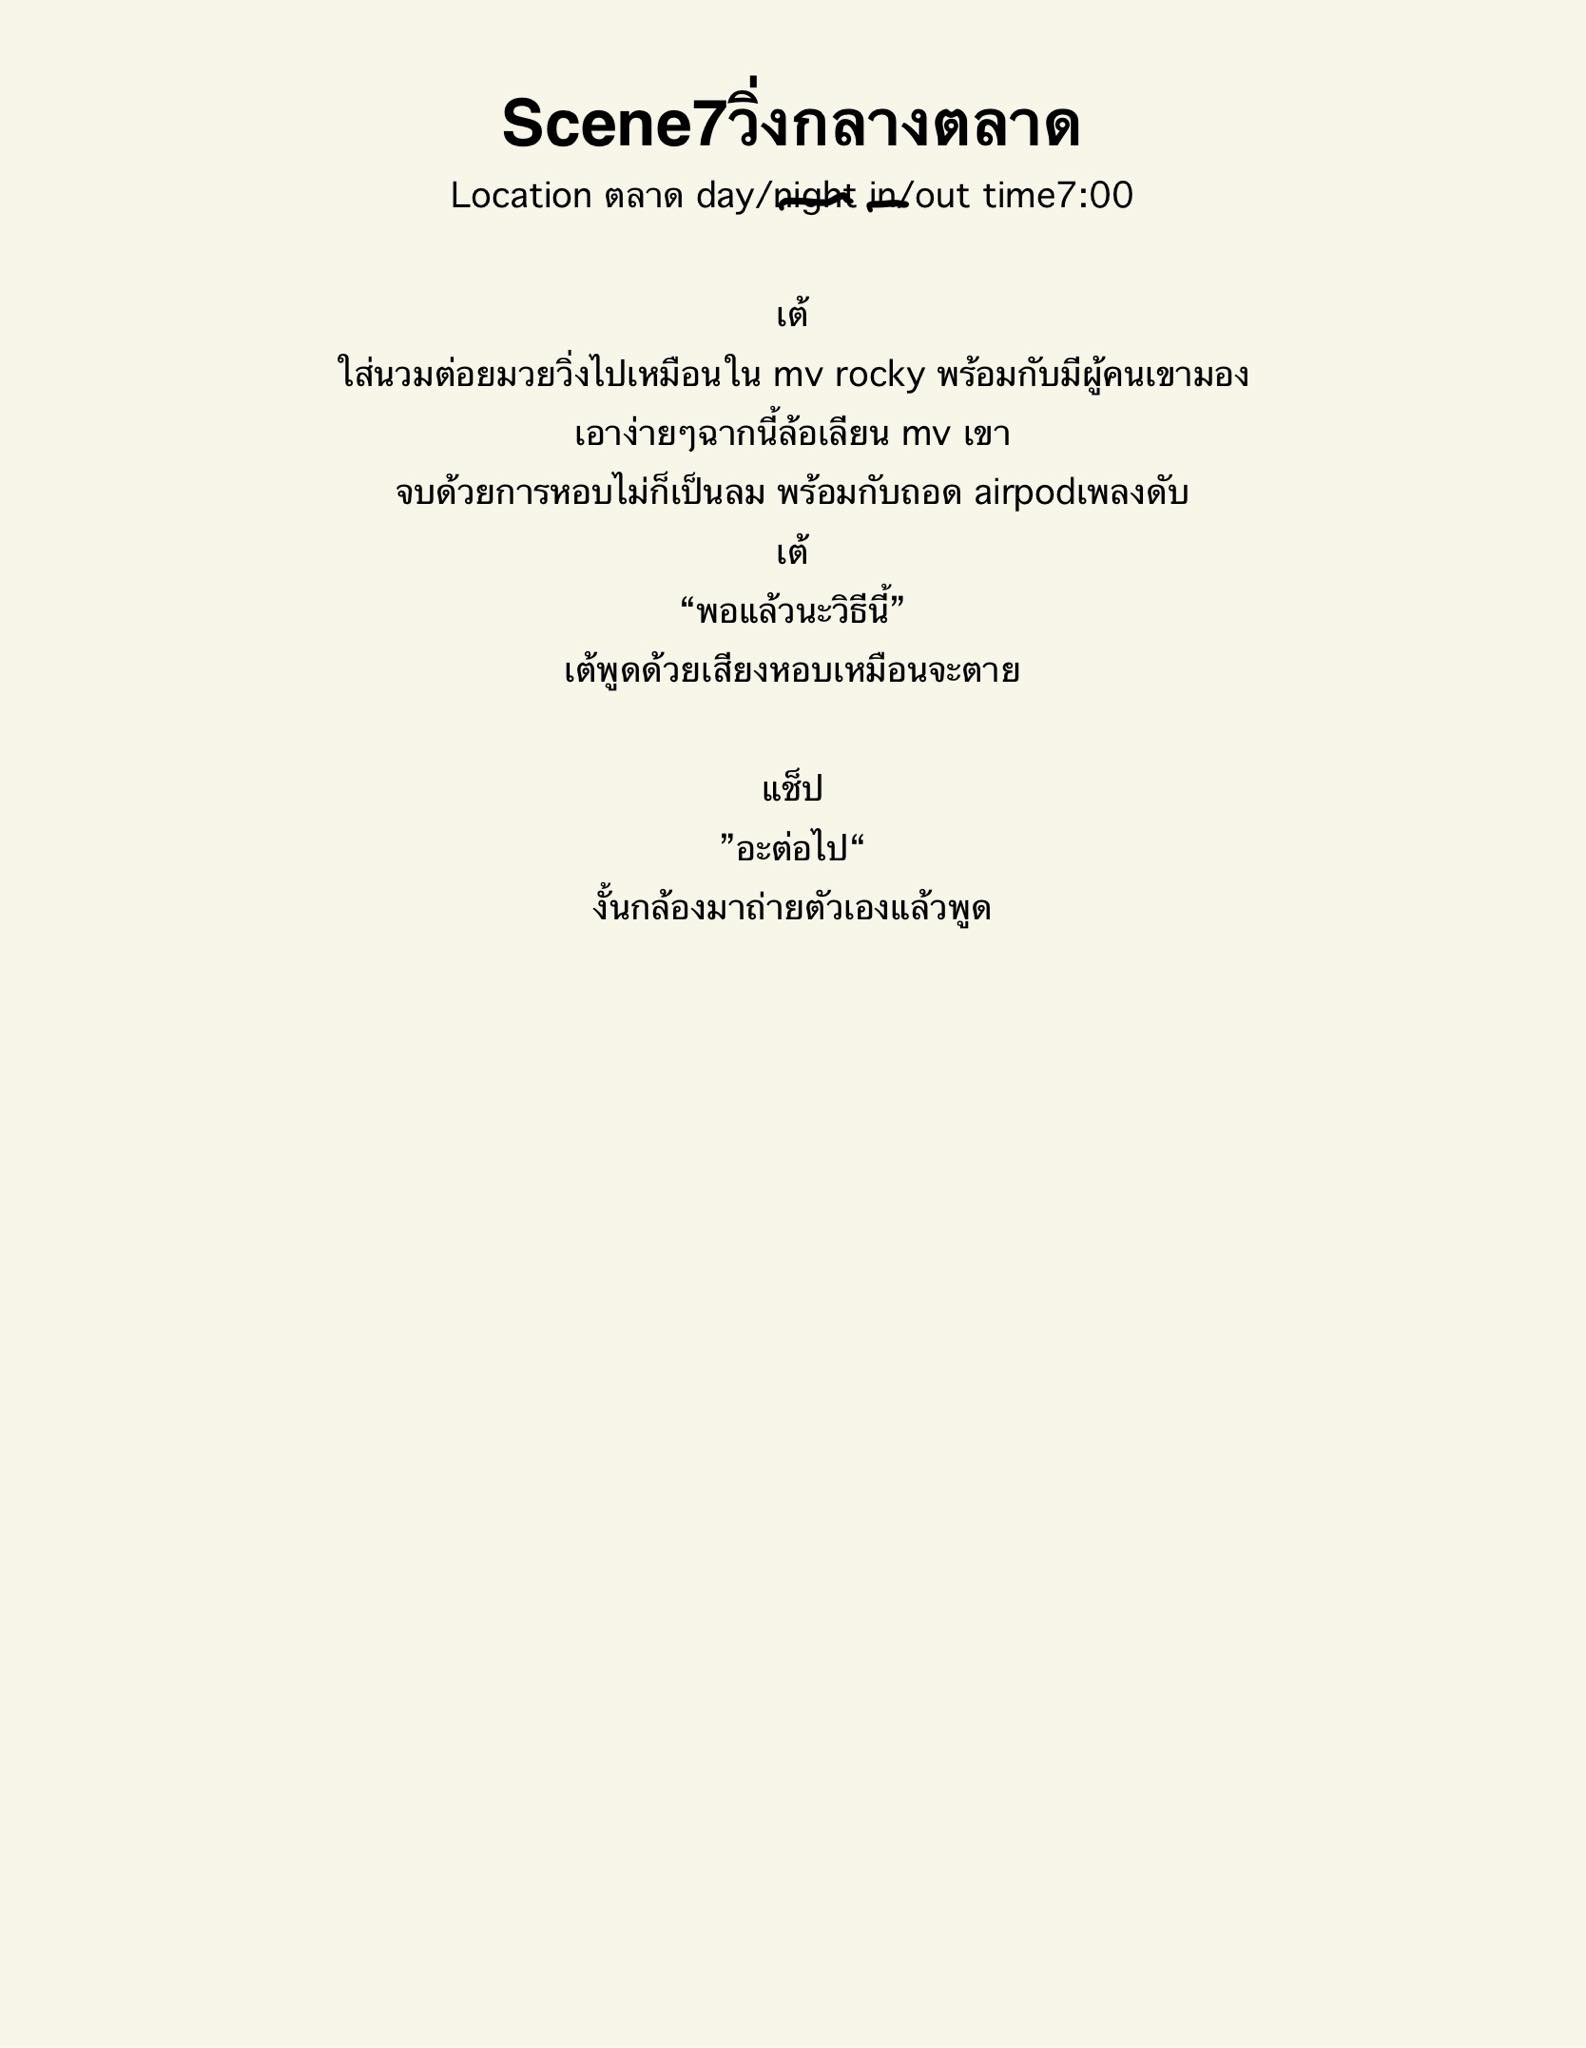 Scene7วิ่งกลางตลาด
Location ตลาด day/night in/out time7:00
เต้
ใส่นวมต่อยมวยวิ่งไปเหมือนใน mv rocky พร้อมกับมีผู้คนเขามอง
เอาง่ายๆฉากนี้ล้อเลียน mv เขา
จบด้วยการหอบไม่ก็เป็นลม พร้อมกับถอด airpodเพลงดับ
เต้
“พอแล้วนะวิธีนี้”
เต้พูดด้วยเสียงหอบเหมือนจะตาย
แช็ป
”อะต่อไป“
งั้นกล้องมาถ่ายตัวเองแล้วพูด